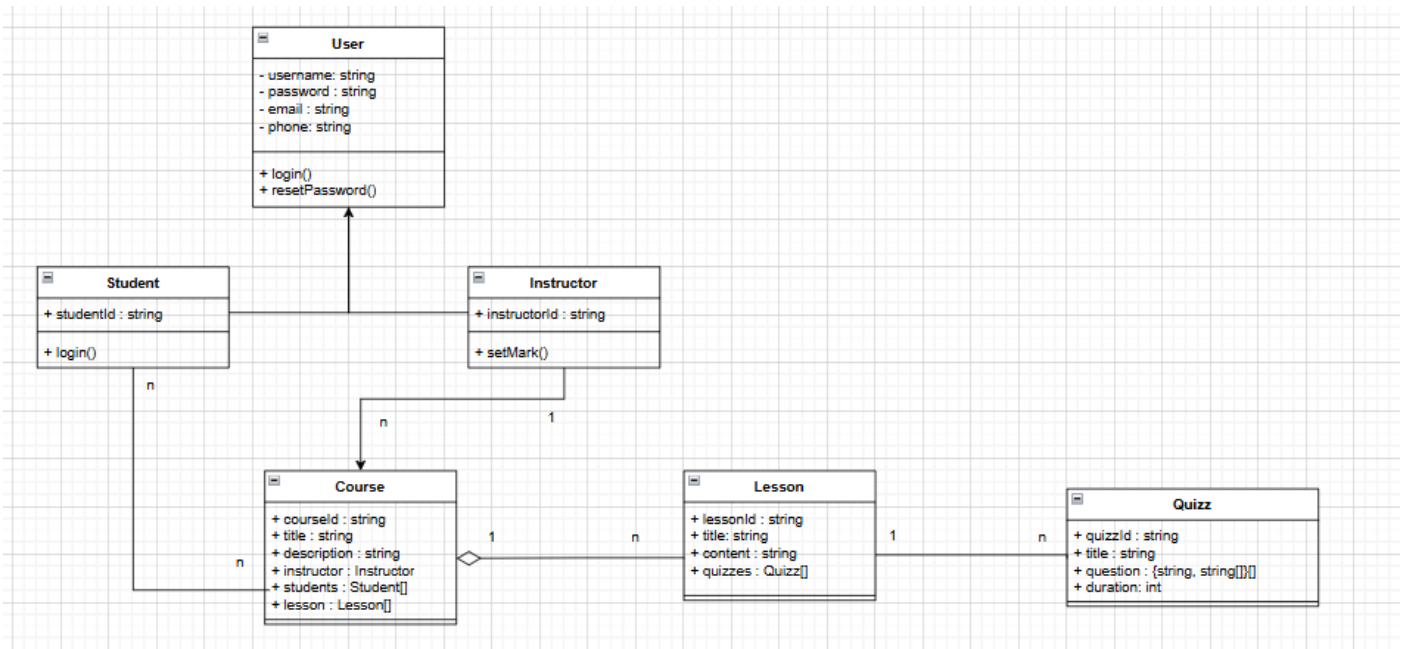 User
- username: string
- password : string
- email : string
- phone: string
+ login()
+ resetPassword()
Student
+ studentId : string
+ login()
Instructor
+ instructorId : string
+ setMark()
n
1
n
Course
+ courseId : string
+ title : string
+ description : string
+ instructor : Instructor
+ students : Student[]
+ lesson : Lesson[]
n
1
n
Lesson
+ lessonId : string
+ title: string
+ content : string
+ quizzes : Quizz[]
1
n
Quizz
+ quizzId : string
+ title : string
+ question : {string, string[]}[]
+ duration: int